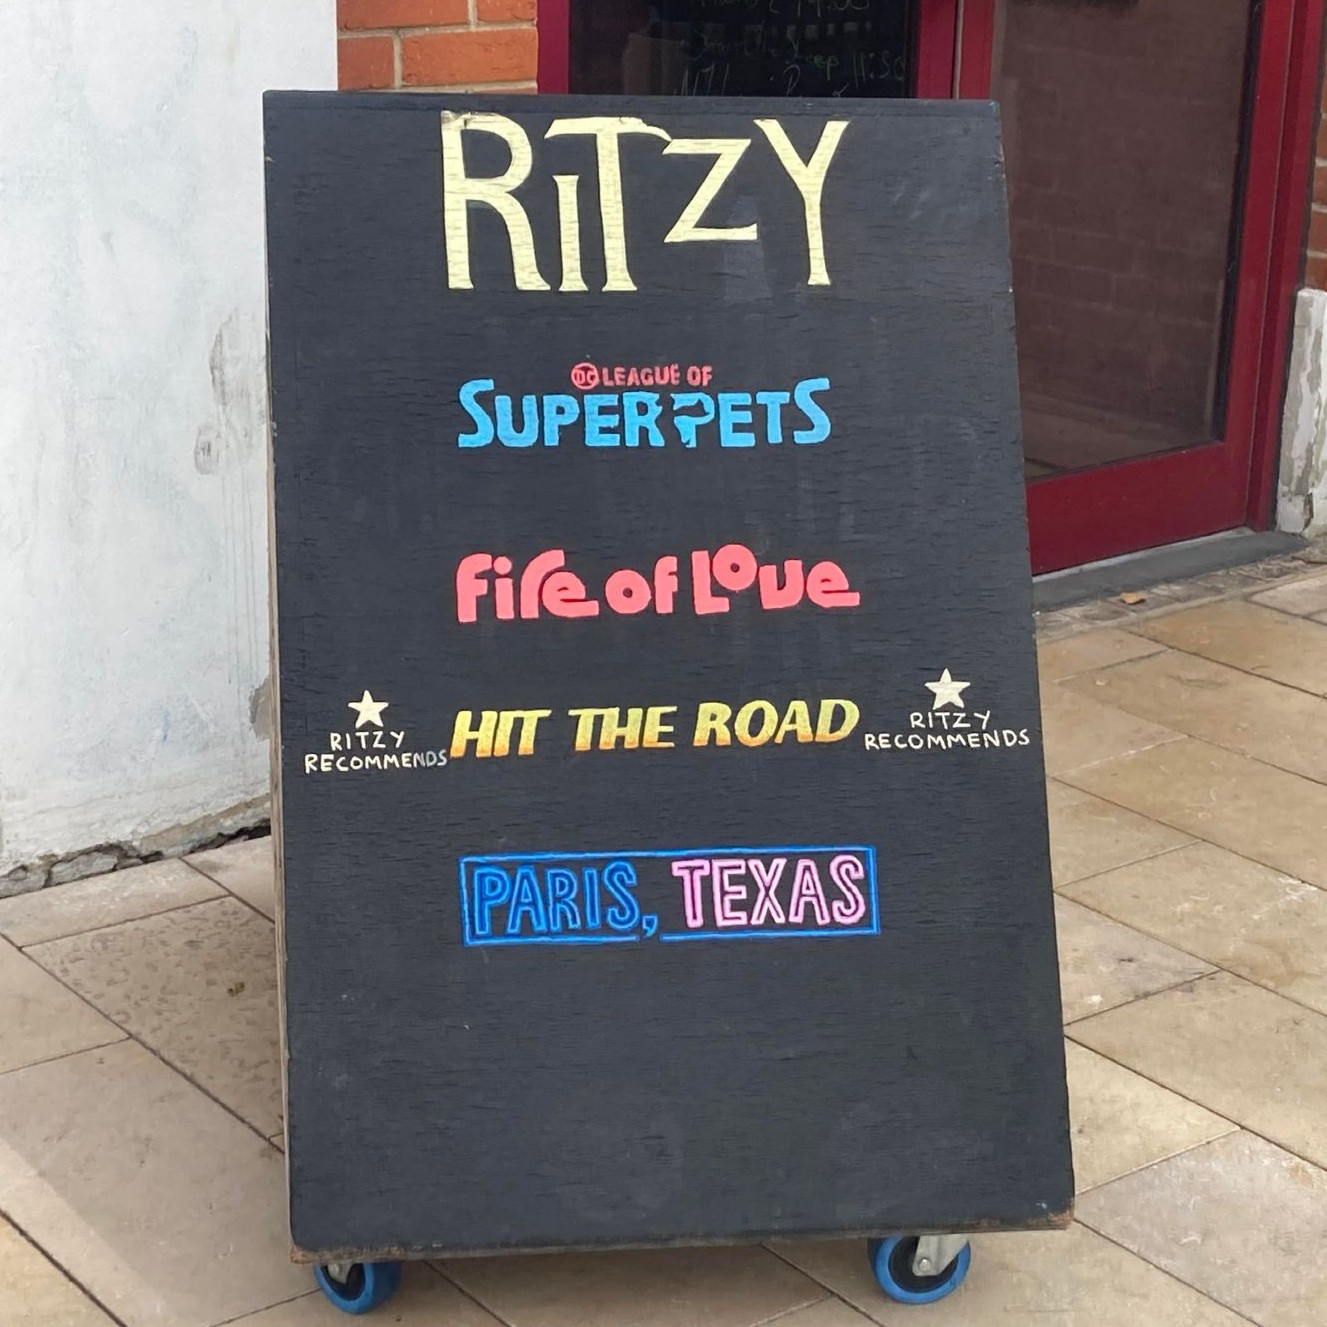 RiTzY
DC LEAGUE OF
SUPERPETS
Fire of Love
RITZY
RECOMMENDS
HIT THE ROAD
RITZY
RECOMMENDS
PARIS, TEXAS